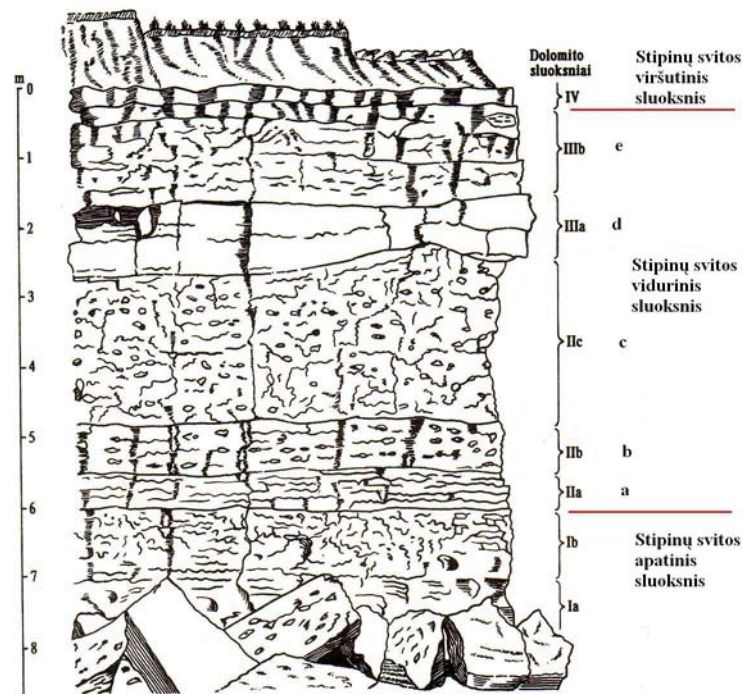 m
0
1
2
3
4
5
6
7
8
Dolomito
sluoksniai
IV
IIIb
IIIa
IIc
IIb
IIa
Ib
Ia
Stipinų svitos
viršutinis
sluoksnis
e
d
Stipinų svitos
vidurinis
sluoksnis
c
b
a
Stipinų svitos
apatinis
sluoksnis